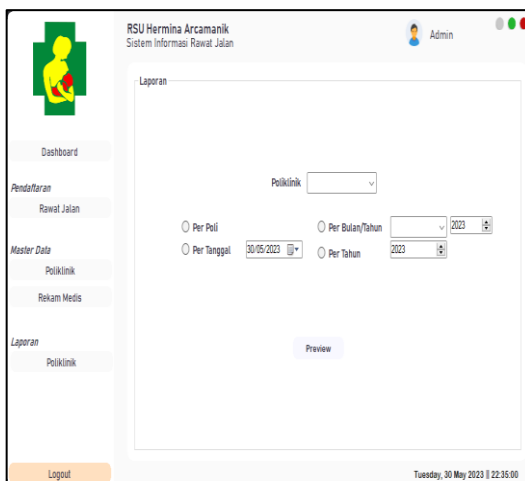 RSU Hermina Arcamanik
Sistem Informasi Rawat Jalan
Admin
Dashboard
Pendaftaran
Rawat Jalan
Master Data
Poliklinik
Rekam Medis
Laporan
Poliklinik
Logout
Laporan
Poliklinik
Per Poli
Per Bulan/Tahun 2023
Per Tanggal 30/05/2023
Per Tahun 2023
Preview
Tuesday, 30 May 2023 || 22:35:00